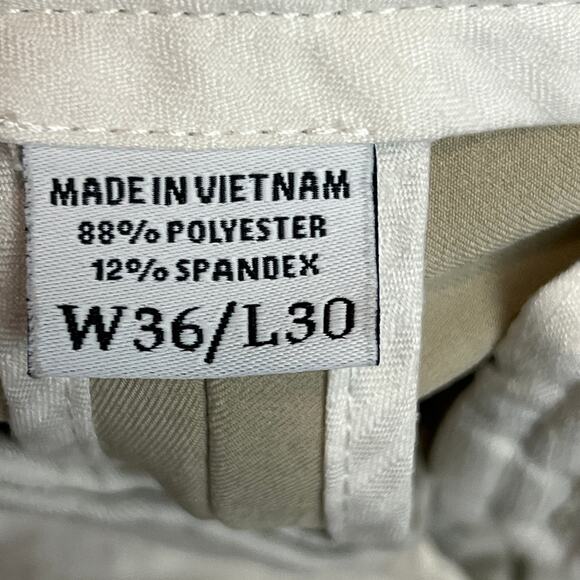 MADE IN VIETNAM
88% POLYESTER
12% SPANDEX
W36/L30